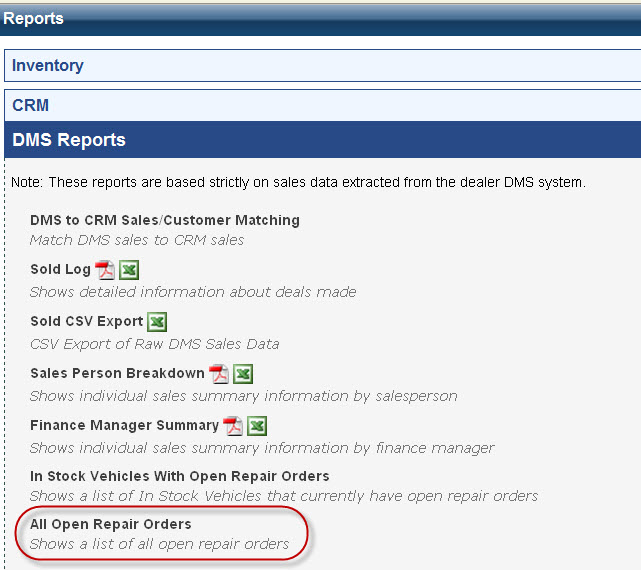 Reports
Inventory
CRM
DMS Reports
Note: These reports are based strictly on sales data extracted from the dealer DMS system.
DMS to CRM Sales/Customer Matching
Match DMS sales to CRM sales
Sold Log
Shows detailed information about deals made
Sold CSV Export
CSV Export of Raw DMS Sales Data
Sales Person Breakdown
Shows individual sales summary information by salesperson
Finance Manager Summary
Shows individual sales summary information by finance manager
In Stock Vehicles With Open Repair Orders
Shows a list of In Stock Vehicles that currently have open repair orders
All Open Repair Orders
Shows a list of all open repair orders